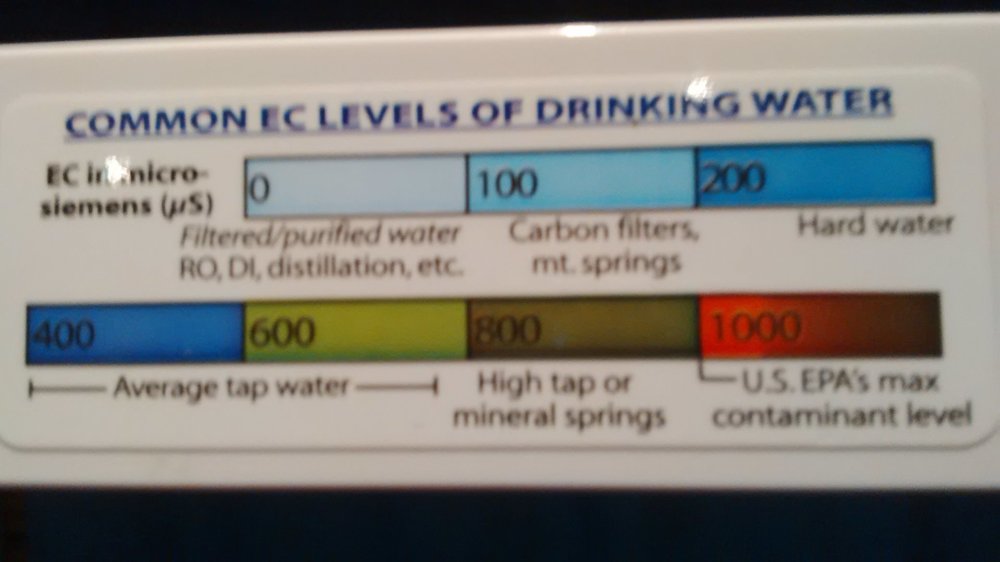 COMMON EC LEVELS OF DRINKING WATER
EC in micro-
siemens (µS)
0 100 200
Filtered/purified water
RO, DI, distillation, etc.
Carbon filters,
mt. springs
Hard water
400 600 800 1000
Average tap water
High tap or
mineral springs
U.S. EPA's max
contaminant level